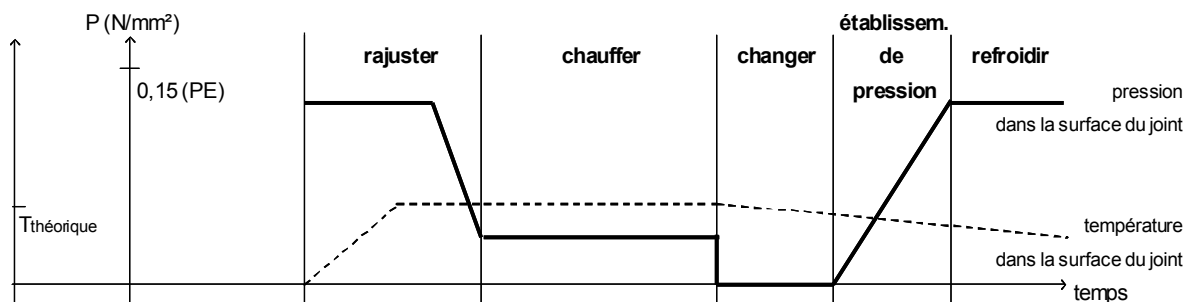 P (N/mm²)
0,15 (PE)
Tthéorique
rajuster
chauffer
changer
établissem.
de
pression
refroidir
pression
dans la surface du joint
température
dans la surface du joint
temps